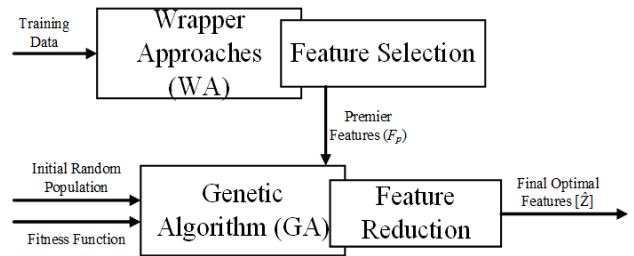 Training
Data
Wrapper
Approaches
(WA)
Feature Selection
Premier
Features (Fₚ)
Initial Random
Population
Fitness Function
Genetic
Algorithm (GA)
Feature
Reduction
Final Optimal
Features [Ẑ]